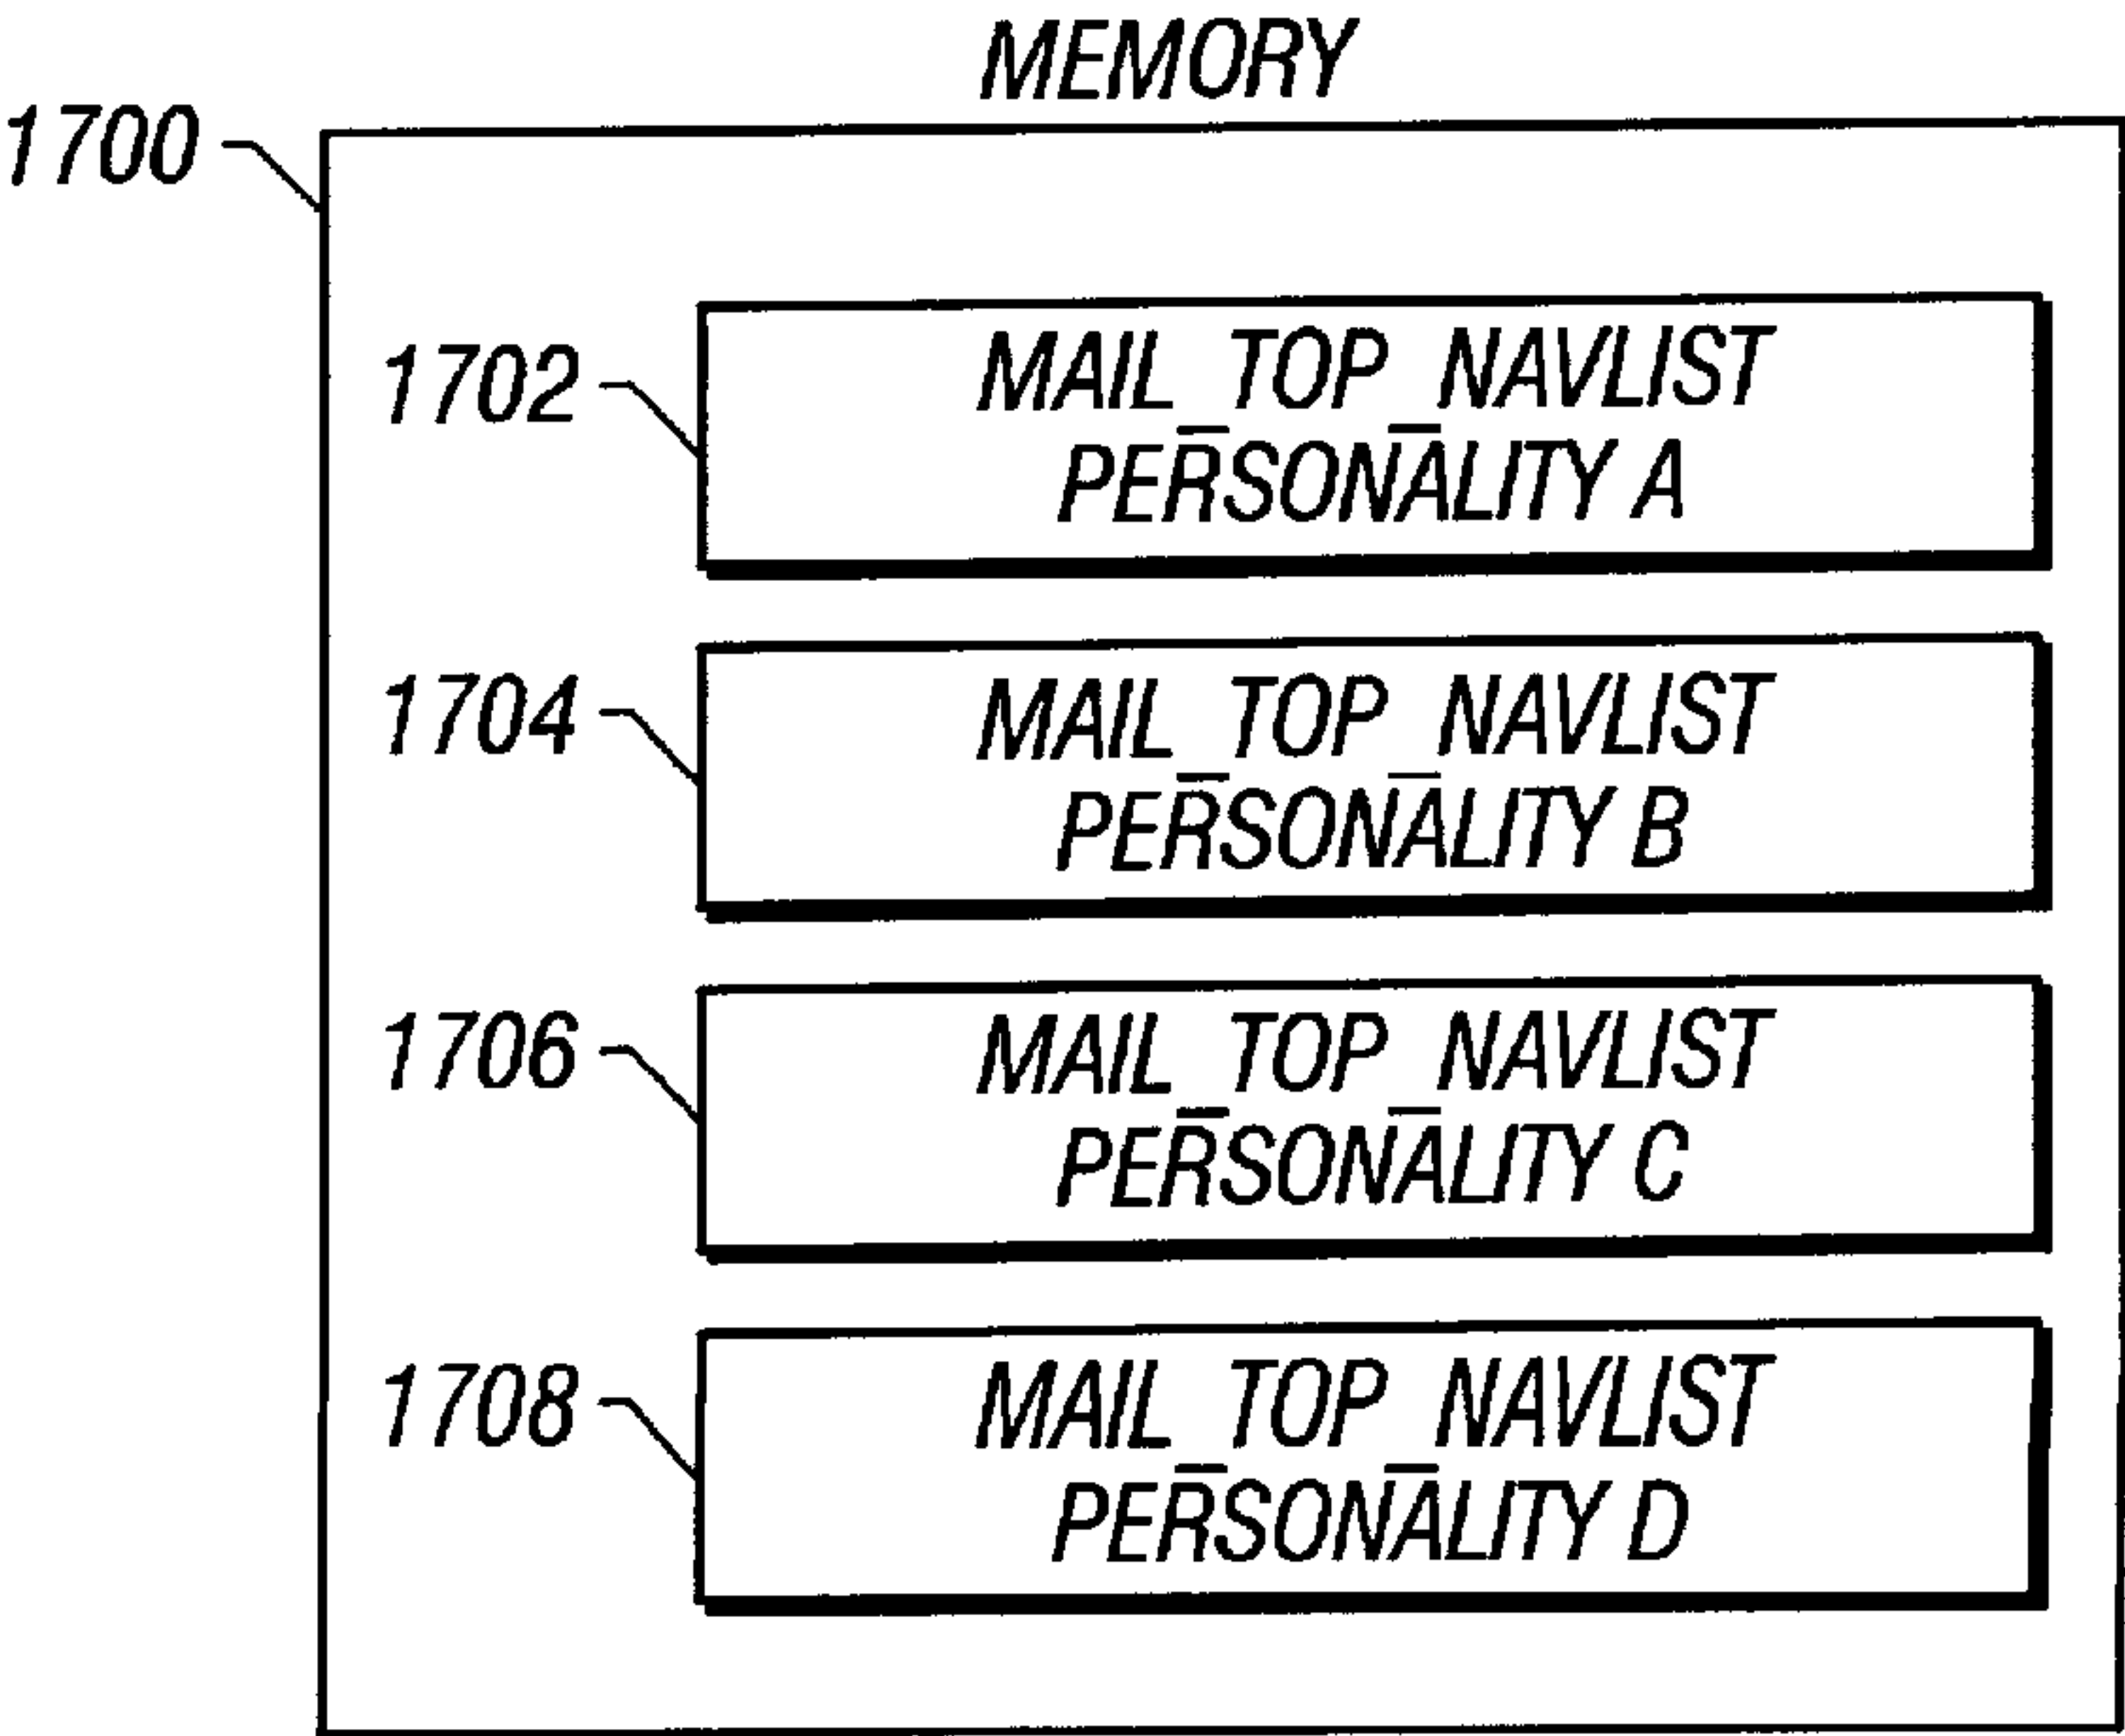 MEMORY
1700
1702
MAIL_TOP_NAVLIST
PERSONALITY A
1704
MAIL_TOP_NAVLIST
PERSONALITY B
1706
MAIL_TOP_NAVLIST
PERSONALITY C
1708
MAIL_TOP_NAVLIST
PERSONALITY D